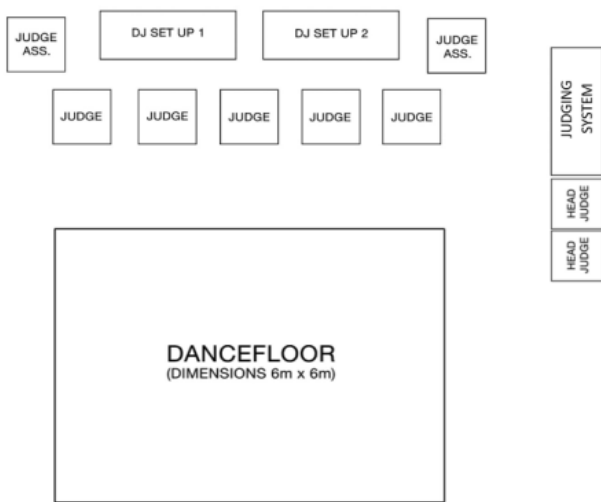 JUDGE
ASS.
DJ SET UP 1
DJ SET UP 2
JUDGE
ASS.
JUDGE
JUDGE
JUDGE
JUDGE
JUDGE
JUDGING
SYSTEM
HEAD
JUDGE
HEAD
JUDGE
DANCEFLOOR
(DIMENSIONS 6m x 6m)